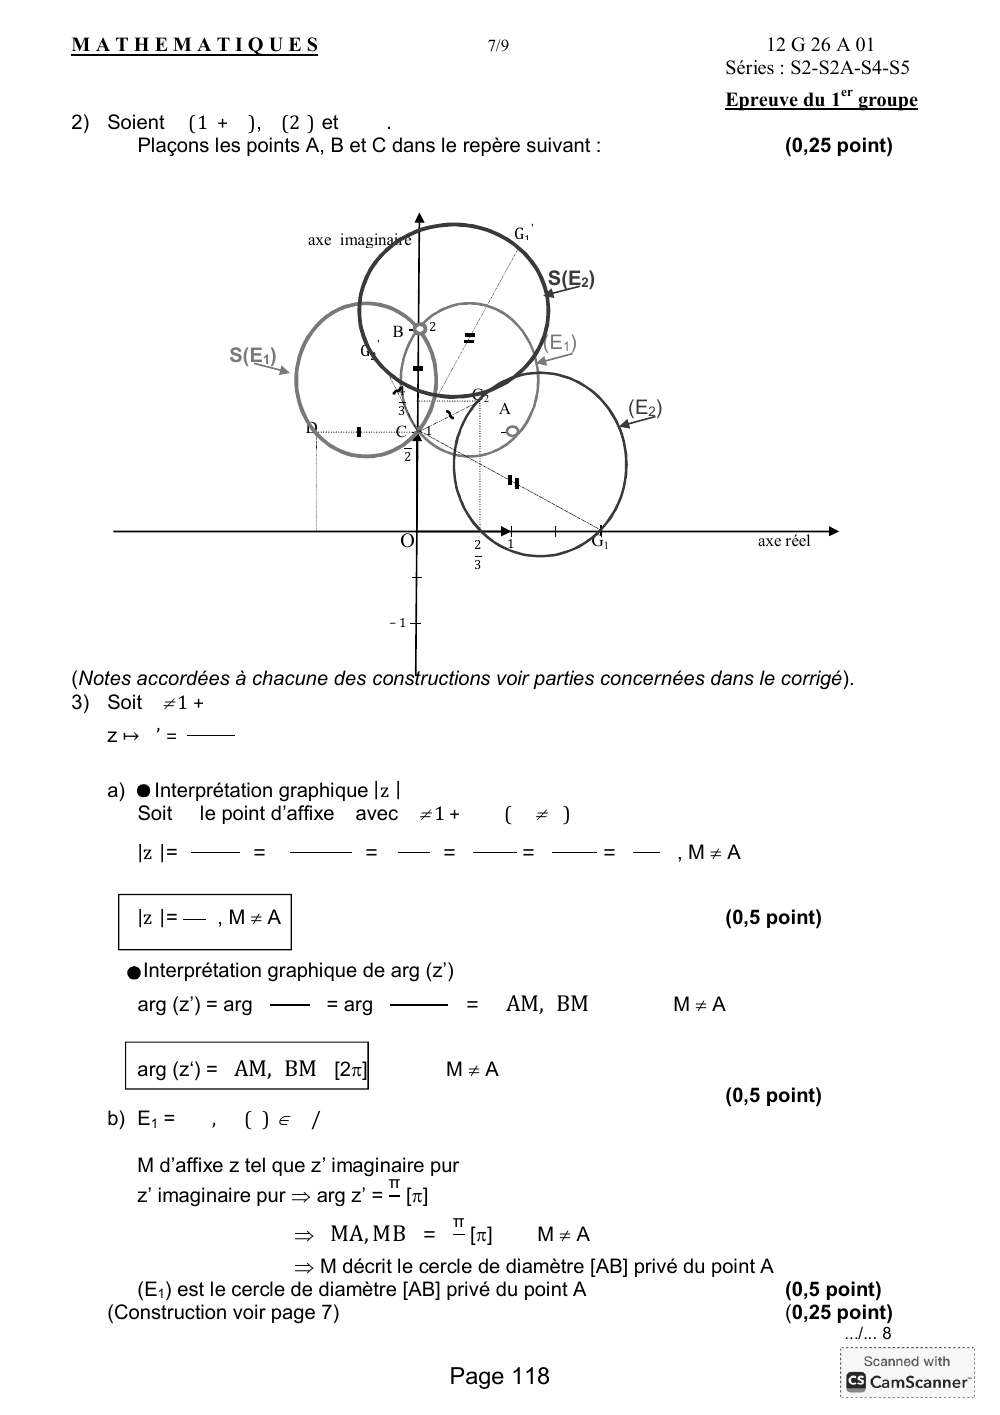 MATHEMATIQUES 7/9 12 G 26 A 01
Séries : S2-S2A-S4-S5
Epreuve du 1er groupe
2) Soient (1 + ), (2 ) et .
Plaçons les points A, B et C dans le repère suivant : (0,25 point)
axe imaginaire
G₁'
S(E₂)
B 2
(E₁)
G₂'
S(E₁)
G₂
3
A
(E₂)
D
C 1
2
O
2
3
1
G₁
axe réel
– 1
(Notes accordées à chacune des constructions voir parties concernées dans le corrigé).
3) Soit ≠ 1 +
z ↦ ’ =
a) ● Interprétation graphique |z |
Soit le point d’affixe avec ≠ 1 + ( ≠ )
|z |= = = = = = , M ≠ A
|z |= , M ≠ A (0,5 point)
● Interprétation graphique de arg (z’)
arg (z’) = arg = arg = AM, BM M ≠ A
arg (z‘) = AM, BM [2π] M ≠ A
(0,5 point)
b) E₁ = , ( ) ∈ /
M d’affixe z tel que z’ imaginaire pur
z’ imaginaire pur ⇒ arg z’ = π [π]
⇒ MA, MB = π [π] M ≠ A
⇒ M décrit le cercle de diamètre [AB] privé du point A
(E₁) est le cercle de diamètre [AB] privé du point A (0,5 point)
(Construction voir page 7) (0,25 point)
.../... 8
Page 118
Scanned with
CS CamScanner